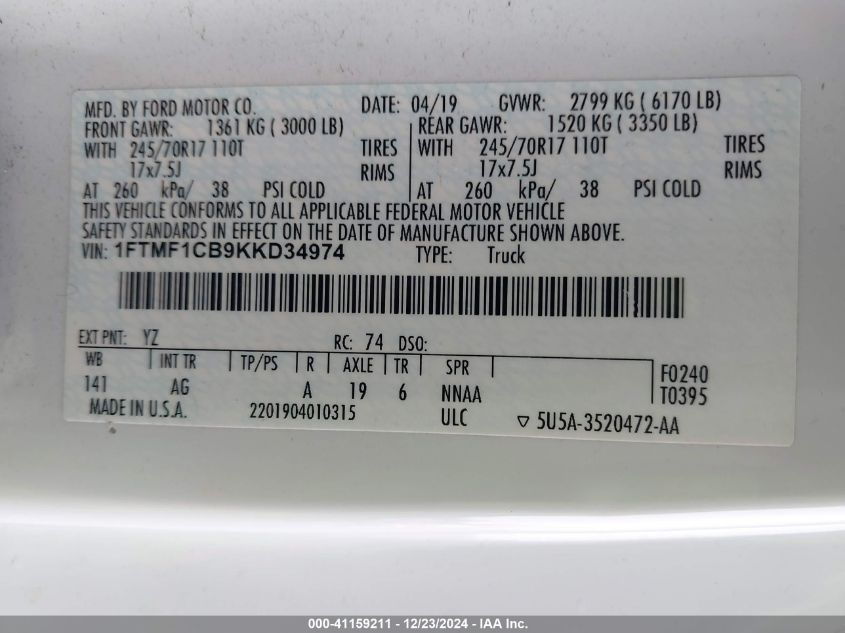 MFD. BY FORD MOTOR CO. DATE: 04/19 GVWR: 2799 KG ( 6170 LB)
FRONT GAWR: 1361 KG ( 3000 LB) REAR GAWR: 1520 KG ( 3350 LB)
WITH 245/70R17 110T TIRES WITH 245/70R17 110T TIRES
17x7.5J RIMS 17x7.5J RIMS
AT 260 kPa/ 38 PSI COLD AT 260 kPa/ 38 PSI COLD
THIS VEHICLE CONFORMS TO ALL APPLICABLE FEDERAL MOTOR VEHICLE
SAFETY STANDARDS IN EFFECT ON THE DATE OF MANUFACTURE SHOWN ABOVE.
VIN: 1FTMF1CB9KKD34974 TYPE: Truck
EXT PNT: YZ RC: 74 DSO:
WB INT TR TP/PS R AXLE TR SPR F0240
141 AG A 19 6 NNAA T0395
MADE IN U.S.A. 2201904010315 ULC ▽ 5U5A-3520472-AA
000-41159211 - 12/23/2024 - IAA Inc.